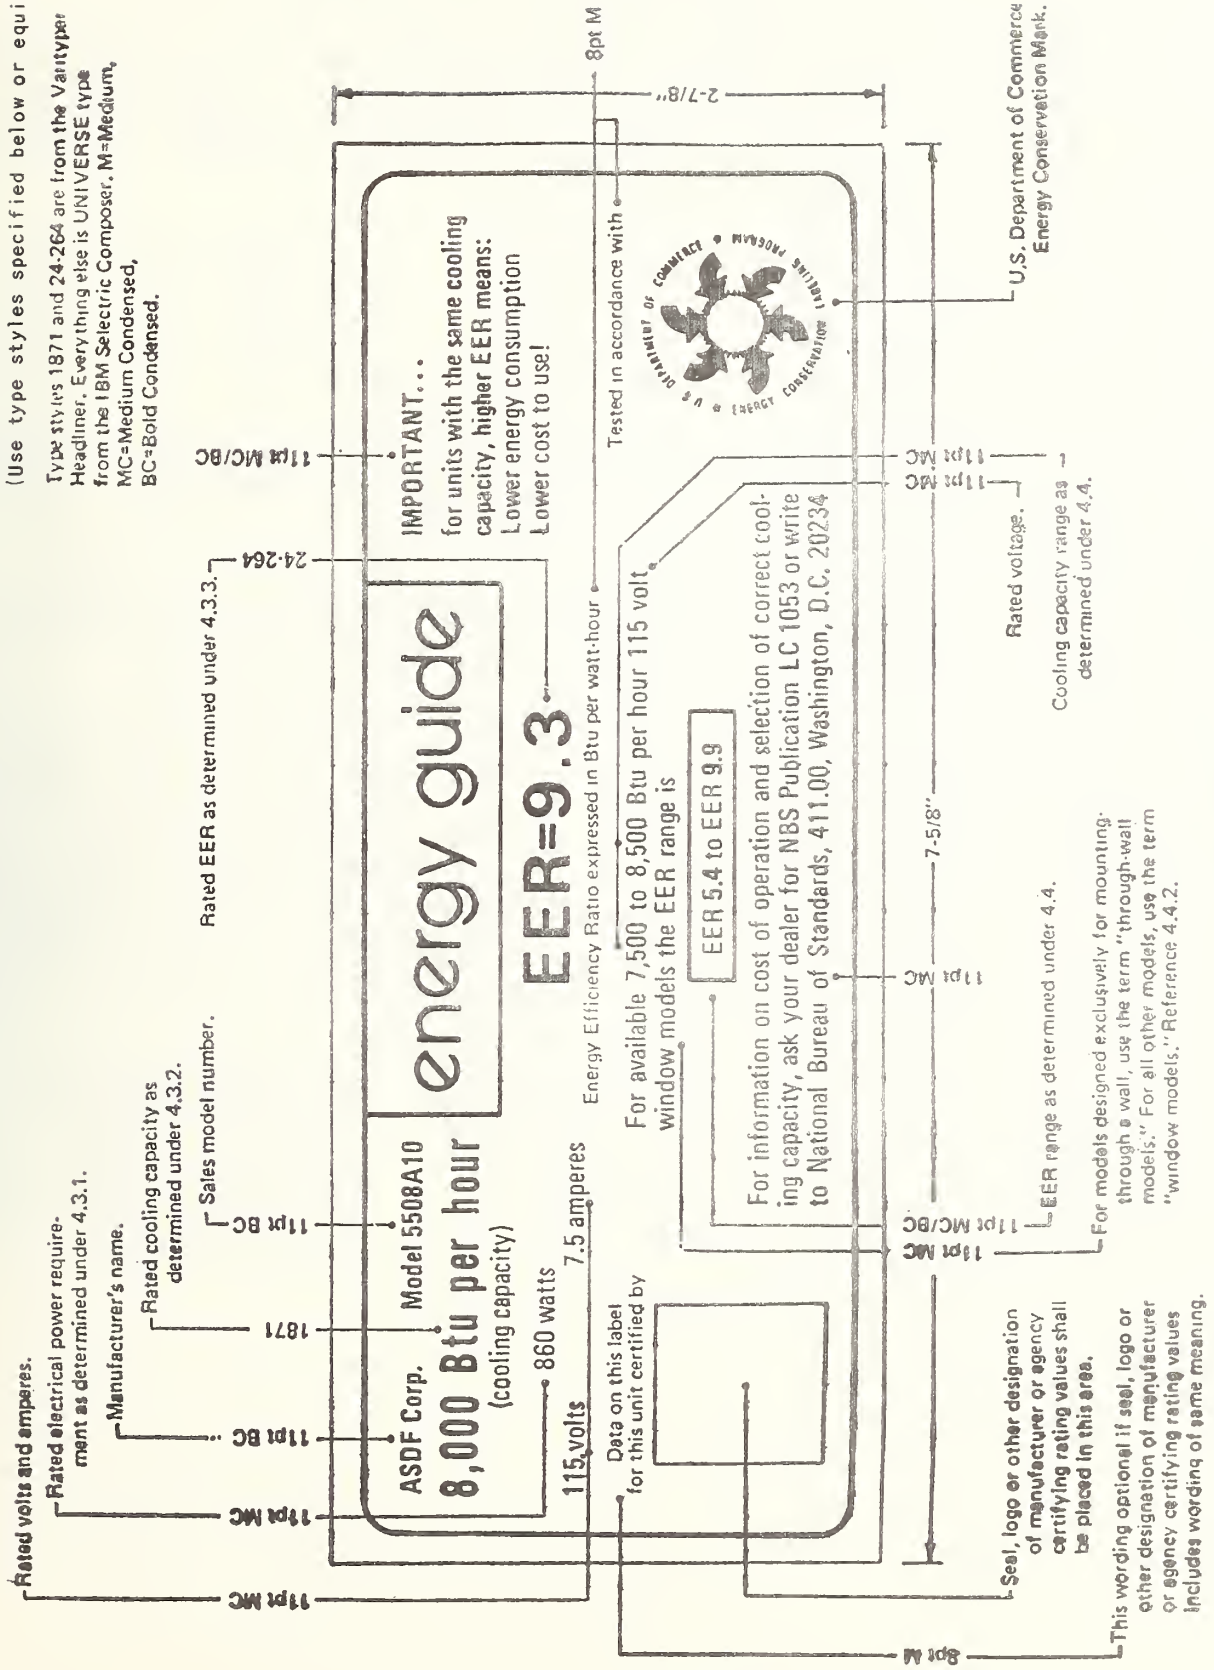 (Use type styles specified below or equi
Type styles 1871 and 24-264 are from the Varityper
Headliner. Everything else is UNIVERSE type
from the IBM Selectric Composer. M=Medium,
MC=Medium Condensed,
BC=Bold Condensed.
Rated volts and amperes.
Rated electrical power require-
ment as determined under 4.3.1.
Manufacturer's name.
Rated cooling capacity as
determined under 4.3.2.
Sales model number.
Rated EER as determined under 4.3.3.
11pt MC
11pt MC
11pt BC
1871
11pt BC
24-264
11pt MC/BC
ASDF Corp. Model 5508A10
8,000 Btu per hour
(cooling capacity)
860 watts
115 volts 7.5 amperes
energy guide
EER=9.3
Energy Efficiency Ratio expressed in Btu per watt-hour
8pt M
IMPORTANT...
for units with the same cooling
capacity, higher EER means:
Lower energy consumption
Lower cost to use!
Tested in accordance with
Data on this label
for this unit certified by
For available 7,500 to 8,500 Btu per hour 115 volt
window models the EER range is
EER 5.4 to EER 9.9
For information on cost of operation and selection of correct cool-
ing capacity, ask your dealer for NBS Publication LC 1053 or write
to National Bureau of Standards, 411.00, Washington, D.C. 20234
U.S. DEPARTMENT OF COMMERCE
ENERGY CONSERVATION LABELING PROGRAM
2-7/8"
7-5/8"
8pt M
11pt MC
11pt MC/BC
11pt MC
11pt MC
11pt MC
Seal, logo or other designation
of manufacturer or agency
certifying rating values shall
be placed in this area.
This wording optional if seal, logo or
other designation of manufacturer
or agency certifying rating values
includes wording of same meaning.
EER range as determined under 4.4.
For models designed exclusively for mounting
through a wall, use the term "through-wall
models." For all other models, use the term
"window models." Reference 4.4.2.
Rated voltage.
Cooling capacity range as
determined under 4.4.
U.S. Department of Commerce
Energy Conservation Mark.